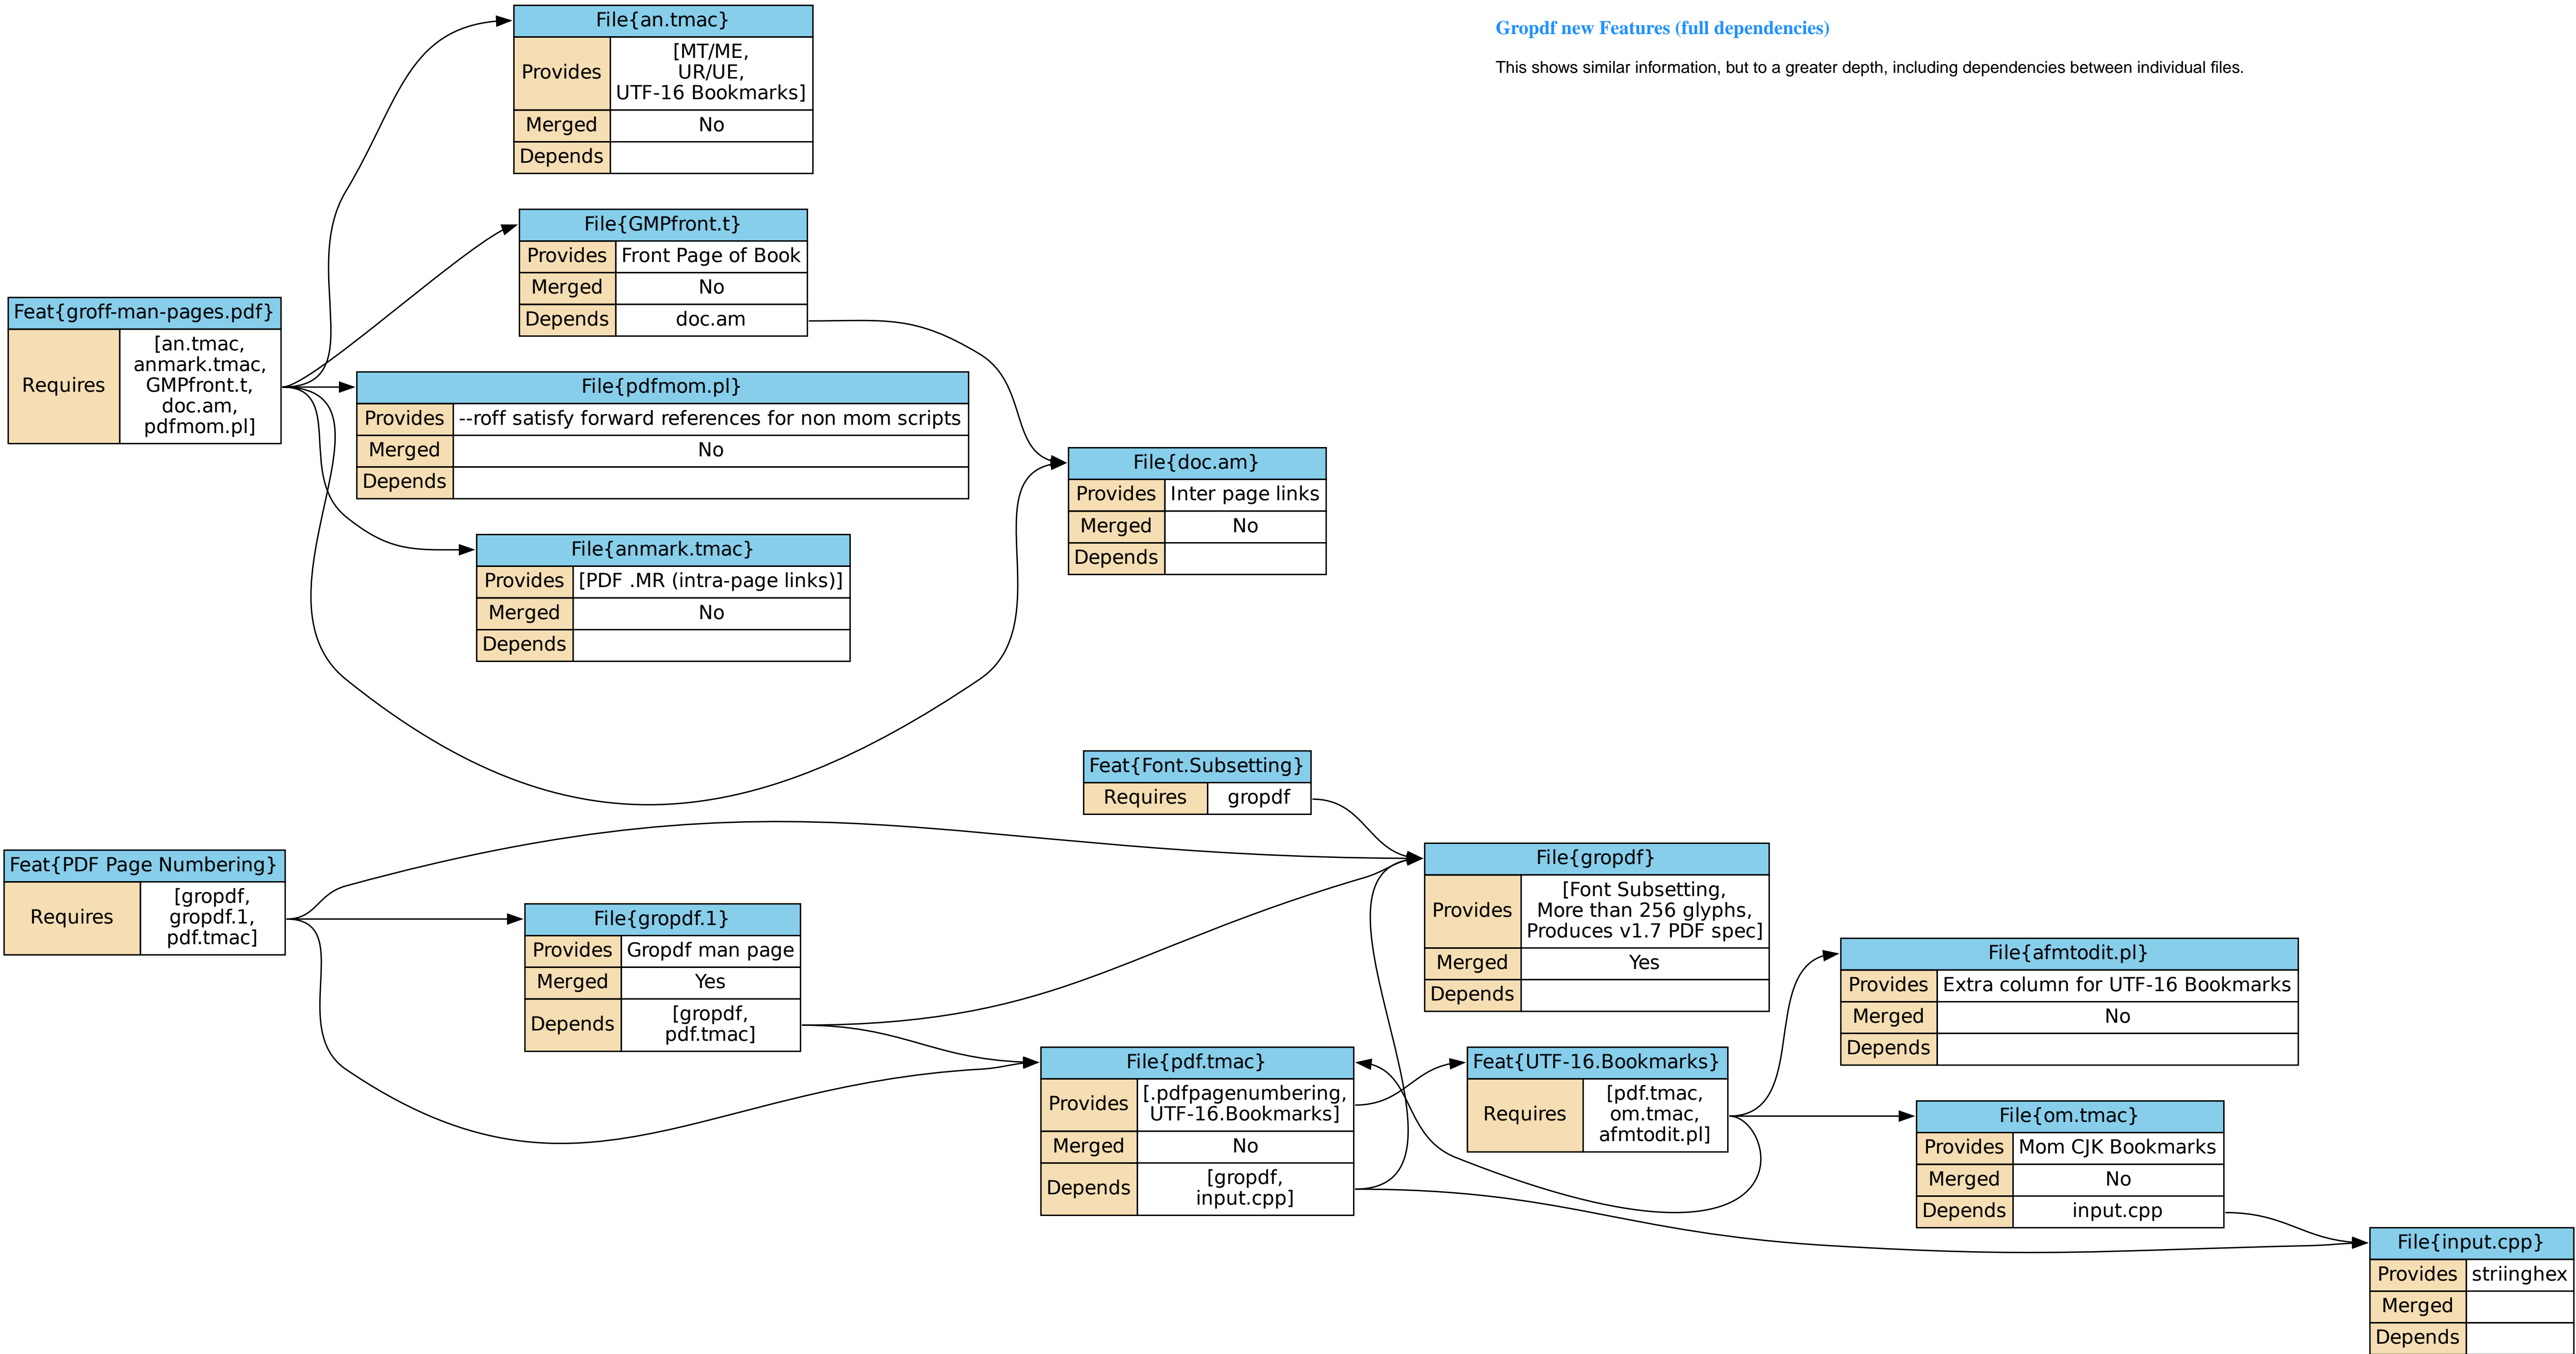 Gropdf new Features (full dependencies)
This shows similar information, but to a greater depth, including dependencies between individual files.
File{an.tmac}
Provides
[MT/ME,
UR/UE,
UTF-16 Bookmarks]
Merged
No
Depends
File{GMPfront.t}
Provides
Front Page of Book
Merged
No
Depends
doc.am
Feat{groff-man-pages.pdf}
Requires
[an.tmac,
anmark.tmac,
GMPfront.t,
doc.am,
pdfmom.pl]
File{pdfmom.pl}
Provides
--roff satisfy forward references for non mom scripts
Merged
No
Depends
File{doc.am}
Provides
Inter page links
Merged
No
Depends
File{anmark.tmac}
Provides
[PDF .MR (intra-page links)]
Merged
No
Depends
Feat{Font.Subsetting}
Requires
gropdf
Feat{PDF Page Numbering}
Requires
[gropdf,
gropdf.1,
pdf.tmac]
File{gropdf.1}
Provides
Gropdf man page
Merged
Yes
Depends
[gropdf,
pdf.tmac]
File{gropdf}
Provides
[Font Subsetting,
More than 256 glyphs,
Produces v1.7 PDF spec]
Merged
Yes
Depends
File{afmtodit.pl}
Provides
Extra column for UTF-16 Bookmarks
Merged
No
Depends
File{pdf.tmac}
Provides
[.pdfpagenumbering,
UTF-16.Bookmarks]
Merged
No
Depends
[gropdf,
input.cpp]
Feat{UTF-16.Bookmarks}
Requires
[pdf.tmac,
om.tmac,
afmtodit.pl]
File{om.tmac}
Provides
Mom CJK Bookmarks
Merged
No
Depends
input.cpp
File{input.cpp}
Provides
striinghex
Merged
Depends